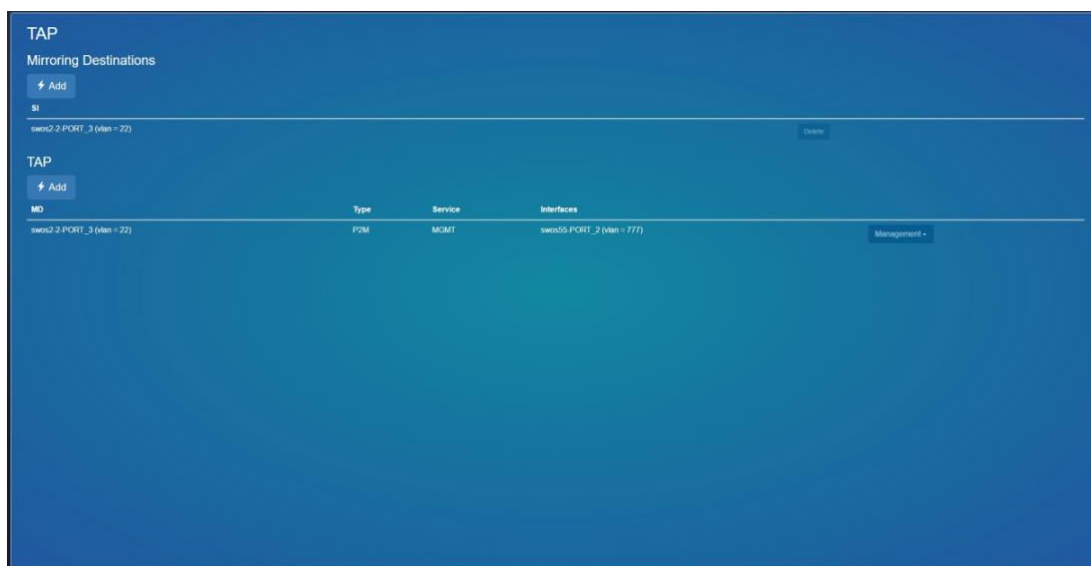 TAP
Mirroring Destinations
Add
SI
swos2-2-PORT_3 (vlan = 22)
Delete
TAP
Add
MD Type Service Interfaces
swos2-2-PORT_3 (vlan = 22) P2M MGMT swos55-PORT_2 (vlan = 777) Management